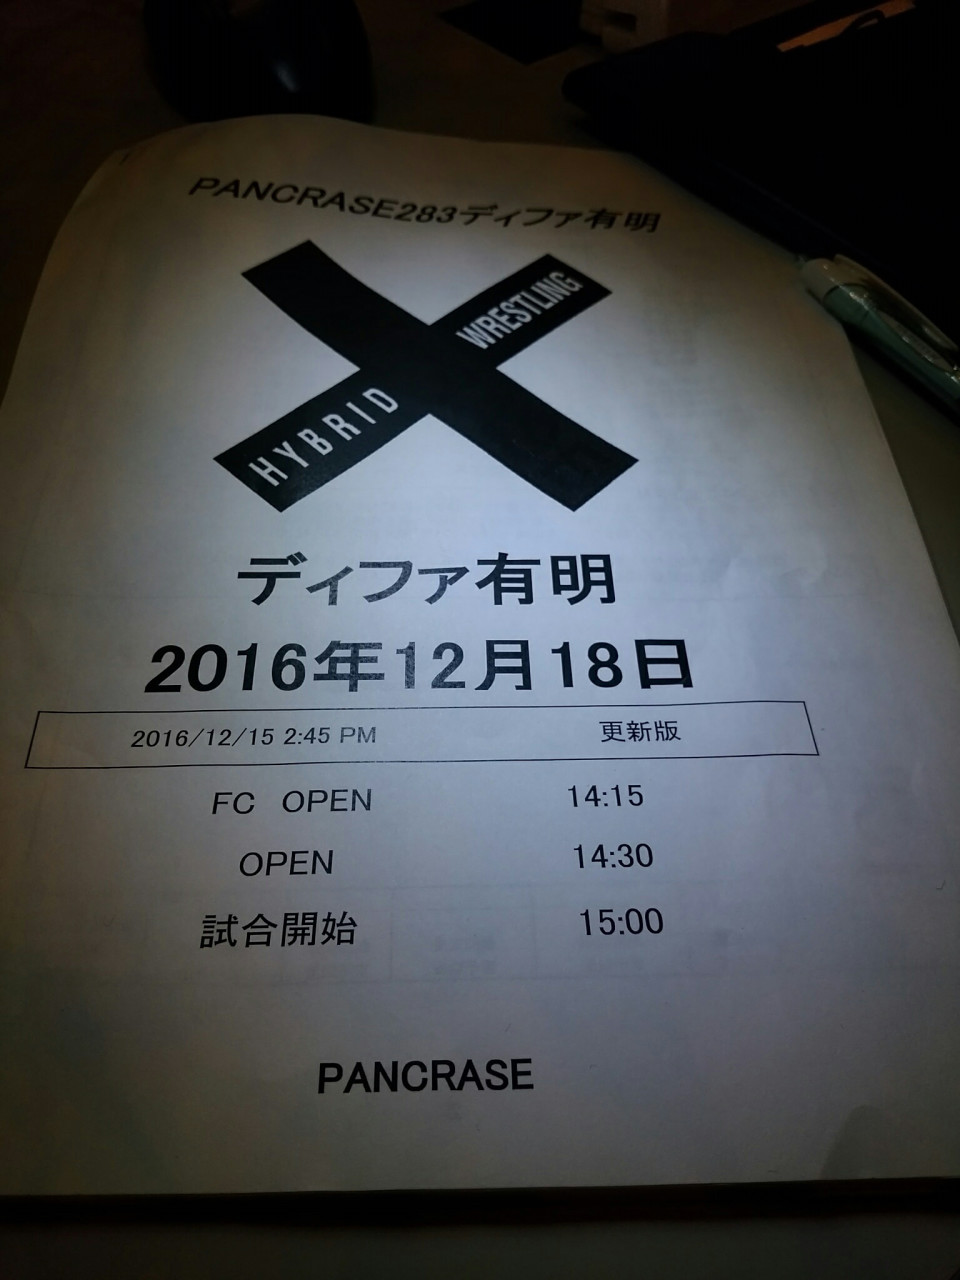 PANCRASE283ディファ有明
WRESTLING
HYBRID
ディファ有明
2016年12月18日
2016/12/15 2:45 PM 更新版
FC OPEN 14:15
OPEN 14:30
試合開始 15:00
PANCRASE